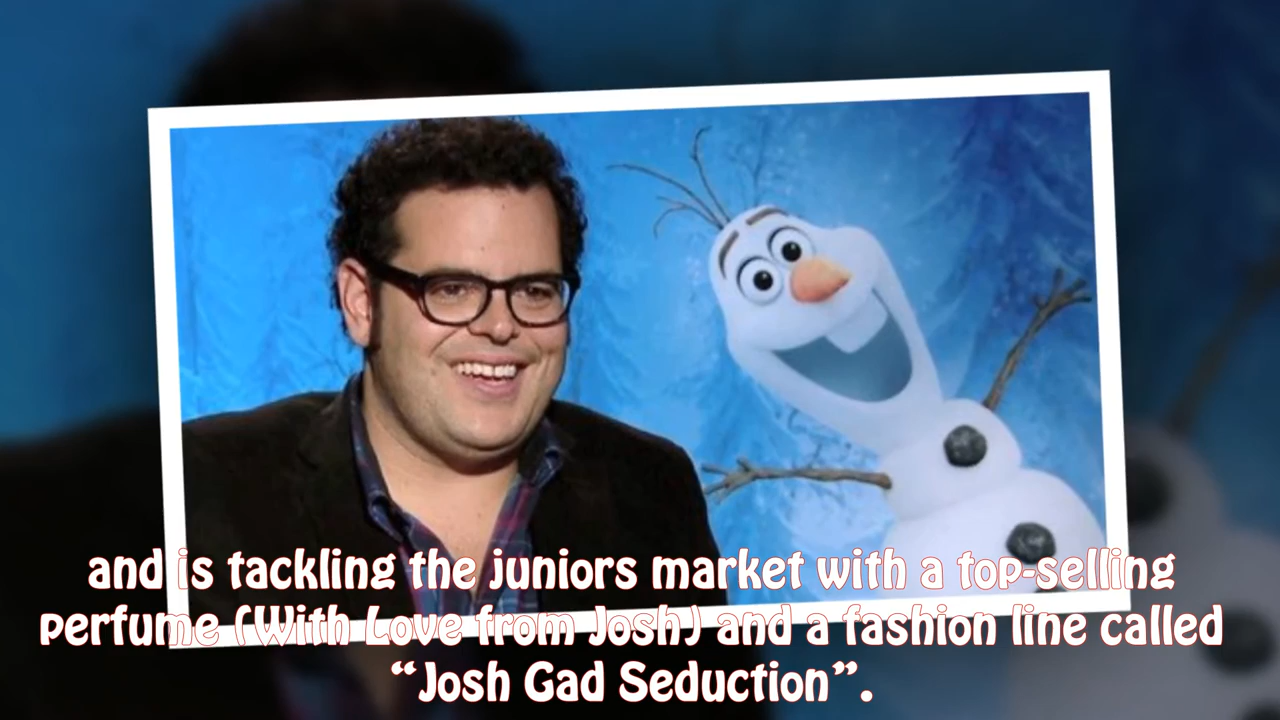 and is tackling the juniors market with a top-selling
perfume (With Love from Josh) and a fashion line called
“Josh Gad Seduction”.